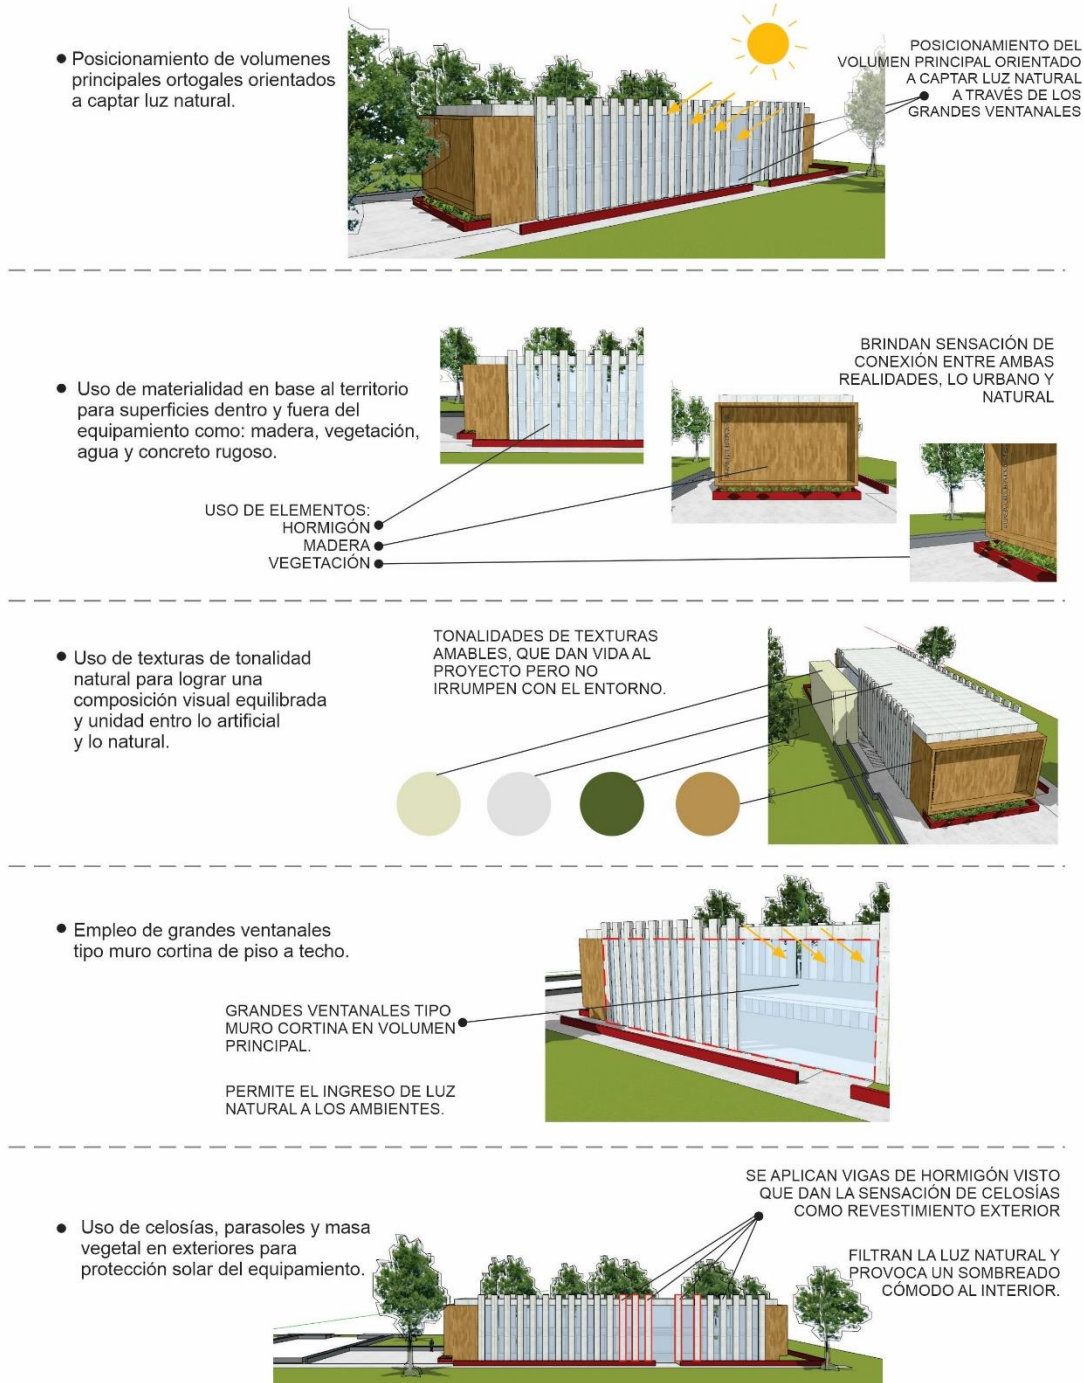 Posicionamiento de volumenes
principales ortogales orientados
a captar luz natural.
POSICIONAMIENTO DEL
VOLUMEN PRINCIPAL ORIENTADO
A CAPTAR LUZ NATURAL
A TRAVÉS DE LOS
GRANDES VENTANALES
Uso de materialidad en base al territorio
para superficies dentro y fuera del
equipamiento como: madera, vegetación,
agua y concreto rugoso.
BRINDAN SENSACIÓN DE
CONEXIÓN ENTRE AMBAS
REALIDADES, LO URBANO Y
NATURAL
USO DE ELEMENTOS:
HORMIGÓN
MADERA
VEGETACIÓN
Uso de texturas de tonalidad
natural para lograr una
composición visual equilibrada
y unidad entro lo artificial
y lo natural.
TONALIDADES DE TEXTURAS
AMABLES, QUE DAN VIDA AL
PROYECTO PERO NO
IRRUMPEN CON EL ENTORNO.
Empleo de grandes ventanales
tipo muro cortina de piso a techo.
GRANDES VENTANALES TIPO
MURO CORTINA EN VOLUMEN
PRINCIPAL.
PERMITE EL INGRESO DE LUZ
NATURAL A LOS AMBIENTES.
Uso de celosías, parasoles y masa
vegetal en exteriores para
protección solar del equipamiento.
SE APLICAN VIGAS DE HORMIGÓN VISTO
QUE DAN LA SENSACIÓN DE CELOSÍAS
COMO REVESTIMIENTO EXTERIOR
FILTRAN LA LUZ NATURAL Y
PROVOCA UN SOMBREADO
CÓMODO AL INTERIOR.